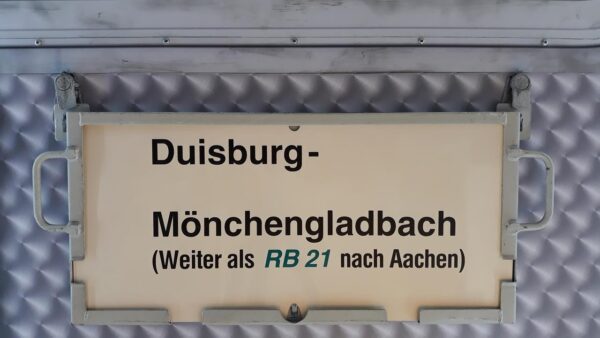 Duisburg-
Mönchengladbach
(Weiter als RB 21 nach Aachen)